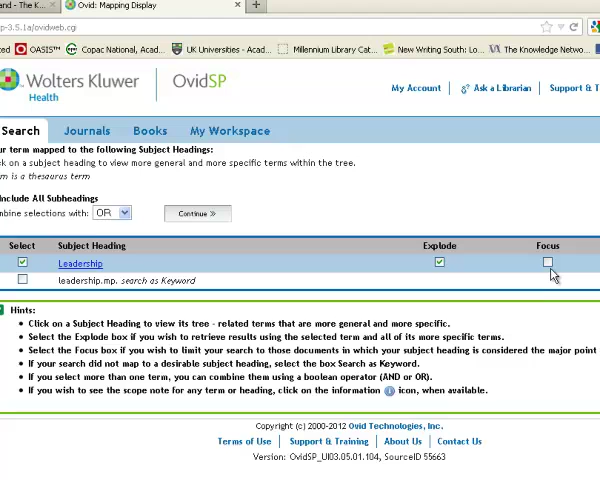 and - The K... × Ovid: Mapping Display × +
p-3.5.1a/ovidweb.cgi
ted OASIS™ Copac National, Acad... UK Universities - Acad... Millennium Library Cat... New Writing South: Lo... VA The Knowledge Netwo...
Wolters Kluwer OvidSP
Health
My Account Ask a Librarian Support & T
Search Journals Books My Workspace
ur term mapped to the following Subject Headings:
ck on a subject heading to view more general and more specific terms within the tree.
rm is a thesaurus term
nclude All Subheadings
mbine selections with: OR Continue »
Select Subject Heading Explode Focus
Leadership
leadership.mp. search as Keyword
Hints:
• Click on a Subject Heading to view its tree - related terms that are more general and more specific.
• Select the Explode box if you wish to retrieve results using the selected term and all of its more specific terms.
• Select the Focus box if you wish to limit your search to those documents in which your subject heading is considered the major point
• If your search did not map to a desirable subject heading, select the box Search as Keyword.
• If you select more than one term, you can combine them using a boolean operator (AND or OR).
• If you wish to see the scope note for any term or heading, click on the information i icon, when available.
Copyright (c) 2000-2012 Ovid Technologies, Inc.
Terms of Use Support & Training About Us Contact Us
Version: OvidSP_UI03.05.01.104, SourceID 55663